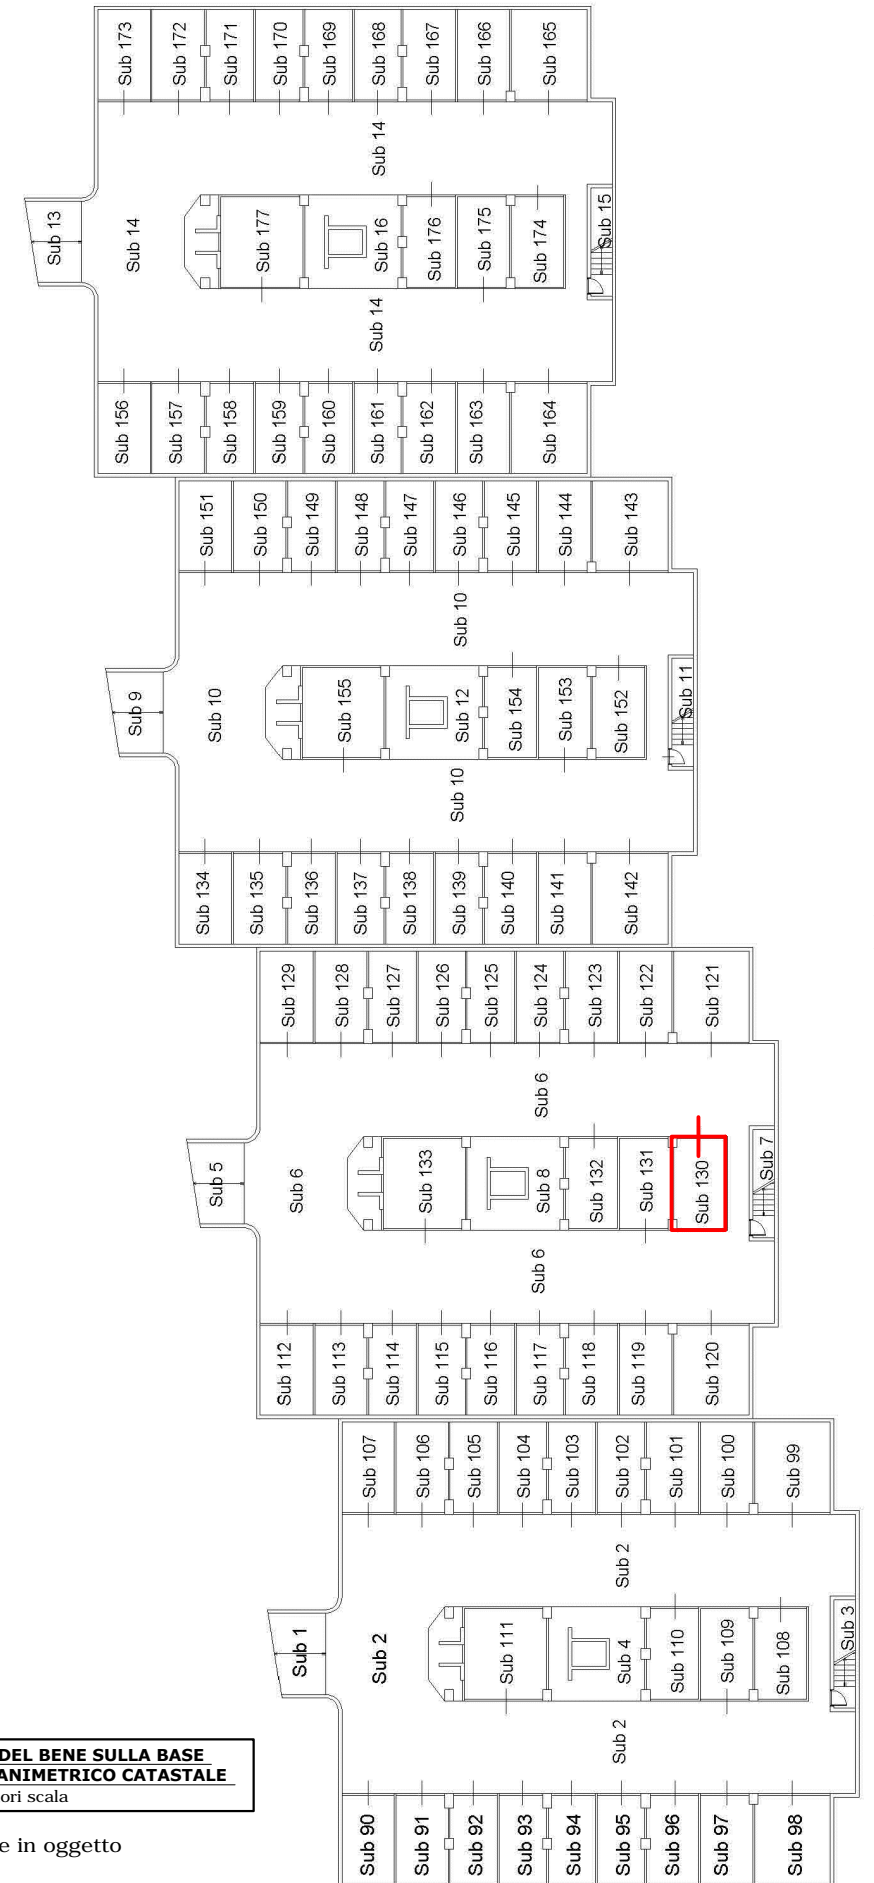 Sub 173
Sub 172
Sub 171
Sub 170
Sub 169
Sub 168
Sub 167
Sub 166
Sub 165
Sub 14
Sub 13
Sub 14
Sub 177
Sub 16
Sub 176
Sub 175
Sub 174
Sub 15
Sub 14
Sub 156
Sub 157
Sub 158
Sub 159
Sub 160
Sub 161
Sub 162
Sub 163
Sub 164
Sub 151
Sub 150
Sub 149
Sub 148
Sub 147
Sub 146
Sub 145
Sub 144
Sub 143
Sub 10
Sub 9
Sub 10
Sub 155
Sub 12
Sub 154
Sub 153
Sub 152
Sub 11
Sub 10
Sub 134
Sub 135
Sub 136
Sub 137
Sub 138
Sub 139
Sub 140
Sub 141
Sub 142
Sub 129
Sub 128
Sub 127
Sub 126
Sub 125
Sub 124
Sub 123
Sub 122
Sub 121
Sub 6
Sub 5
Sub 6
Sub 133
Sub 8
Sub 132
Sub 131
Sub 130
Sub 7
Sub 6
Sub 112
Sub 113
Sub 114
Sub 115
Sub 116
Sub 117
Sub 118
Sub 119
Sub 120
Sub 107
Sub 106
Sub 105
Sub 104
Sub 103
Sub 102
Sub 101
Sub 100
Sub 99
Sub 2
Sub 1
Sub 2
Sub 111
Sub 4
Sub 110
Sub 109
Sub 108
Sub 3
Sub 2
Sub 90
Sub 91
Sub 92
Sub 93
Sub 94
Sub 95
Sub 96
Sub 97
Sub 98
DEL BENE SULLA BASE
ANIMETRICO CATASTALE
ori scala
e in oggetto